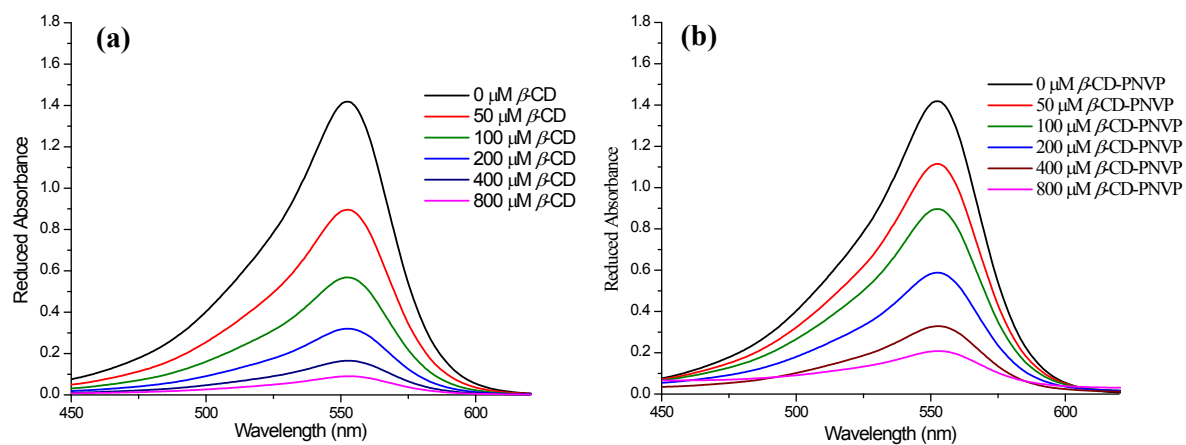 (a)
1.8
1.6
1.4
1.2
1.0
0.8
0.6
0.4
0.2
0.0
Reduced Absorbance
450
500
550
600
Wavelength (nm)
0 μM β-CD
50 μM β-CD
100 μM β-CD
200 μM β-CD
400 μM β-CD
800 μM β-CD
(b)
1.8
1.6
1.4
1.2
1.0
0.8
0.6
0.4
0.2
0.0
Reduced Absorbance
450
500
550
600
Wavelength (nm)
0 μM β-CD-PNVP
50 μM β-CD-PNVP
100 μM β-CD-PNVP
200 μM β-CD-PNVP
400 μM β-CD-PNVP
800 μM β-CD-PNVP